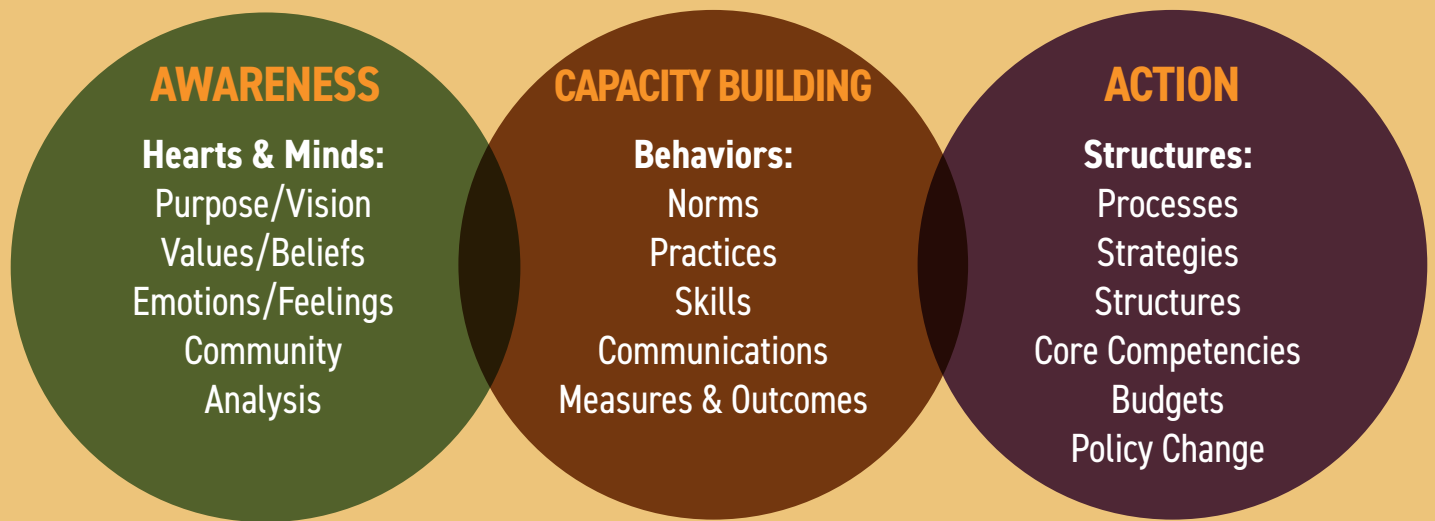 AWARENESS
Hearts & Minds:
Purpose/Vision
Values/Beliefs
Emotions/Feelings
Community
Analysis
CAPACITY BUILDING
Behaviors:
Norms
Practices
Skills
Communications
Measures & Outcomes
ACTION
Structures:
Processes
Strategies
Structures
Core Competencies
Budgets
Policy Change